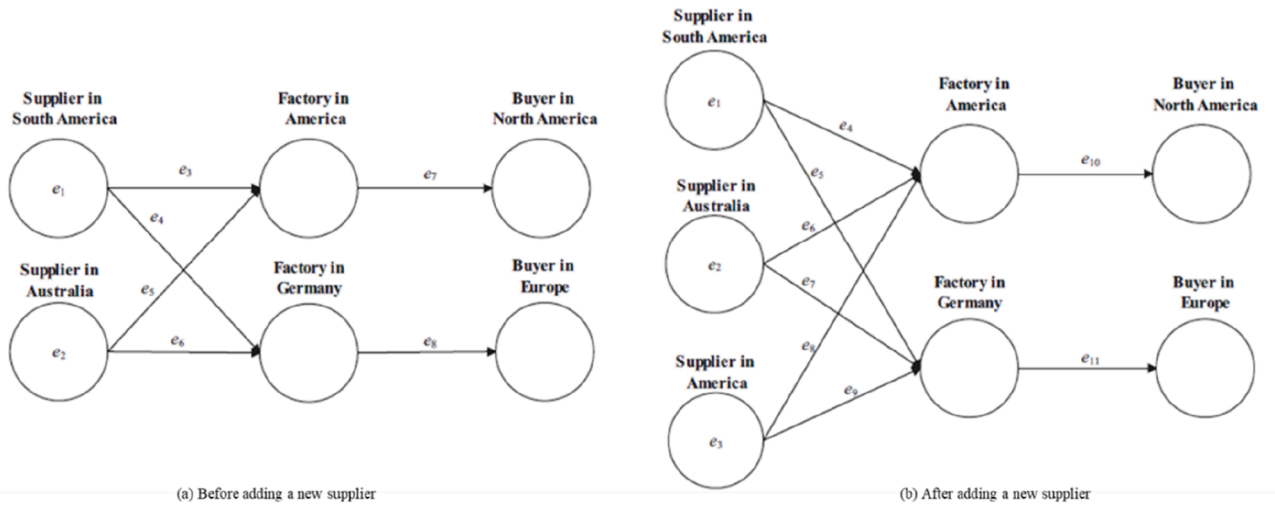 Supplier in
South America
Factory in
America
Buyer in
North America
e1
e3
e7
e4
Supplier in
Australia
Factory in
Germany
Buyer in
Europe
e5
e2
e6
e8
(a) Before adding a new supplier
Supplier in
South America
e1
Factory in
America
Buyer in
North America
e4
e5
e10
Supplier in
Australia
e6
e2
e7
Factory in
Germany
Buyer in
Europe
e8
e11
Supplier in
America
e9
e3
(b) After adding a new supplier